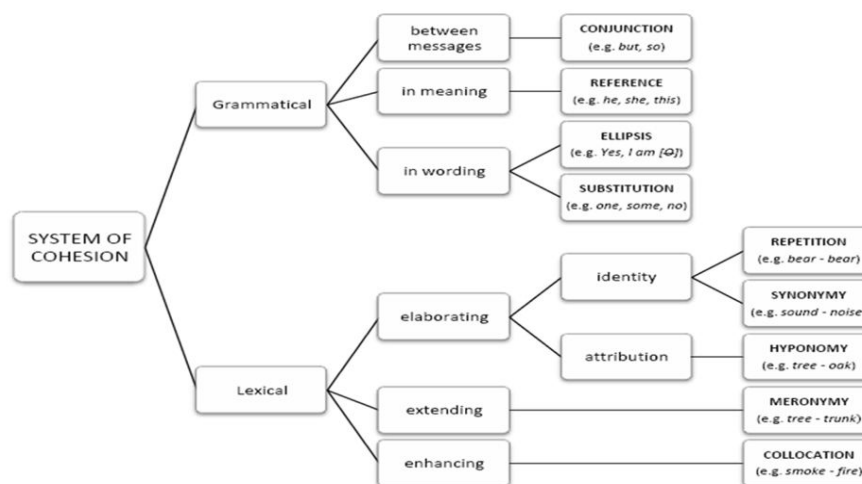 SYSTEM OF
COHESION
Grammatical
between
messages
CONJUNCTION
(e.g. but, so)
in meaning
REFERENCE
(e.g. he, she, this)
in wording
ELLIPSIS
(e.g. Yes, I am [Ø])
SUBSTITUTION
(e.g. one, some, no)
Lexical
elaborating
identity
REPETITION
(e.g. bear - bear)
SYNONYMY
(e.g. sound - noise
attribution
HYPONOMY
(e.g. tree - oak)
extending
MERONYMY
(e.g. tree - trunk)
enhancing
COLLOCATION
(e.g. smoke - fire)